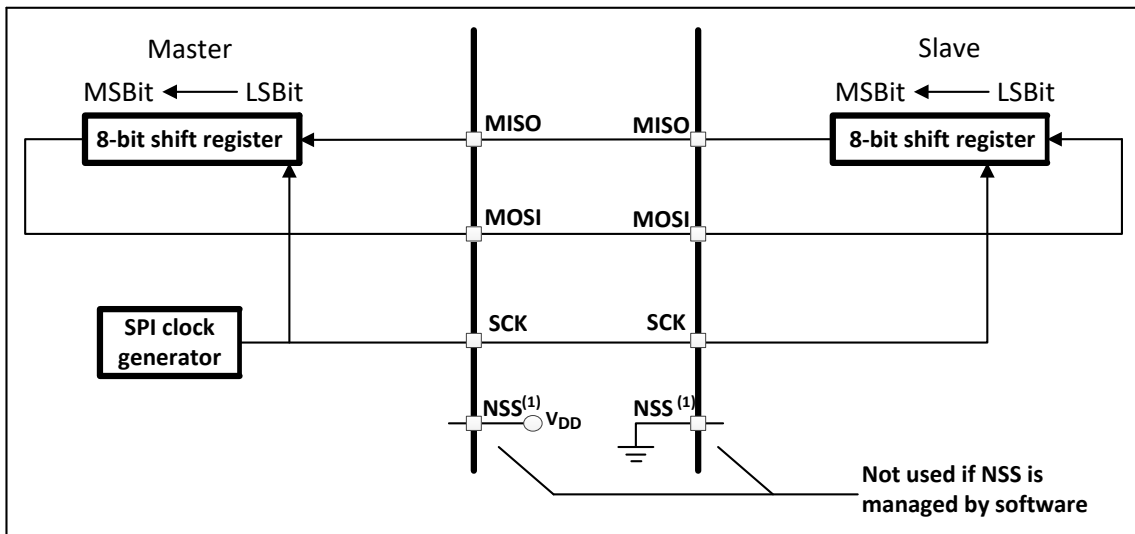 Master
Slave
MSBit LSBit
MSBit LSBit
8-bit shift register
MISO
MISO
8-bit shift register
MOSI
MOSI
SPI clock
generator
SCK
SCK
NSS(1)
VDD
NSS (1)
Not used if NSS is
managed by software